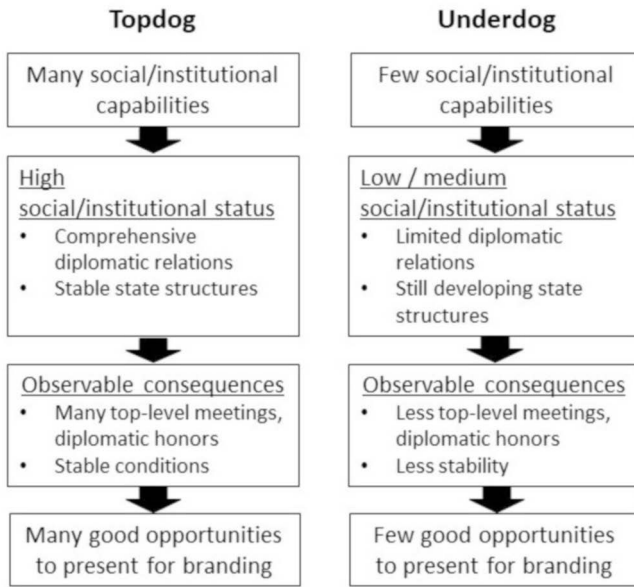 Topdog
Many social/institutional
capabilities
High
social/institutional status
• Comprehensive
diplomatic relations
• Stable state structures
Observable consequences
• Many top-level meetings,
diplomatic honors
• Stable conditions
Many good opportunities
to present for branding
Underdog
Few social/institutional
capabilities
Low / medium
social/institutional status
• Limited diplomatic
relations
• Still developing state
structures
Observable consequences
• Less top-level meetings,
diplomatic honors
• Less stability
Few good opportunities
to present for branding